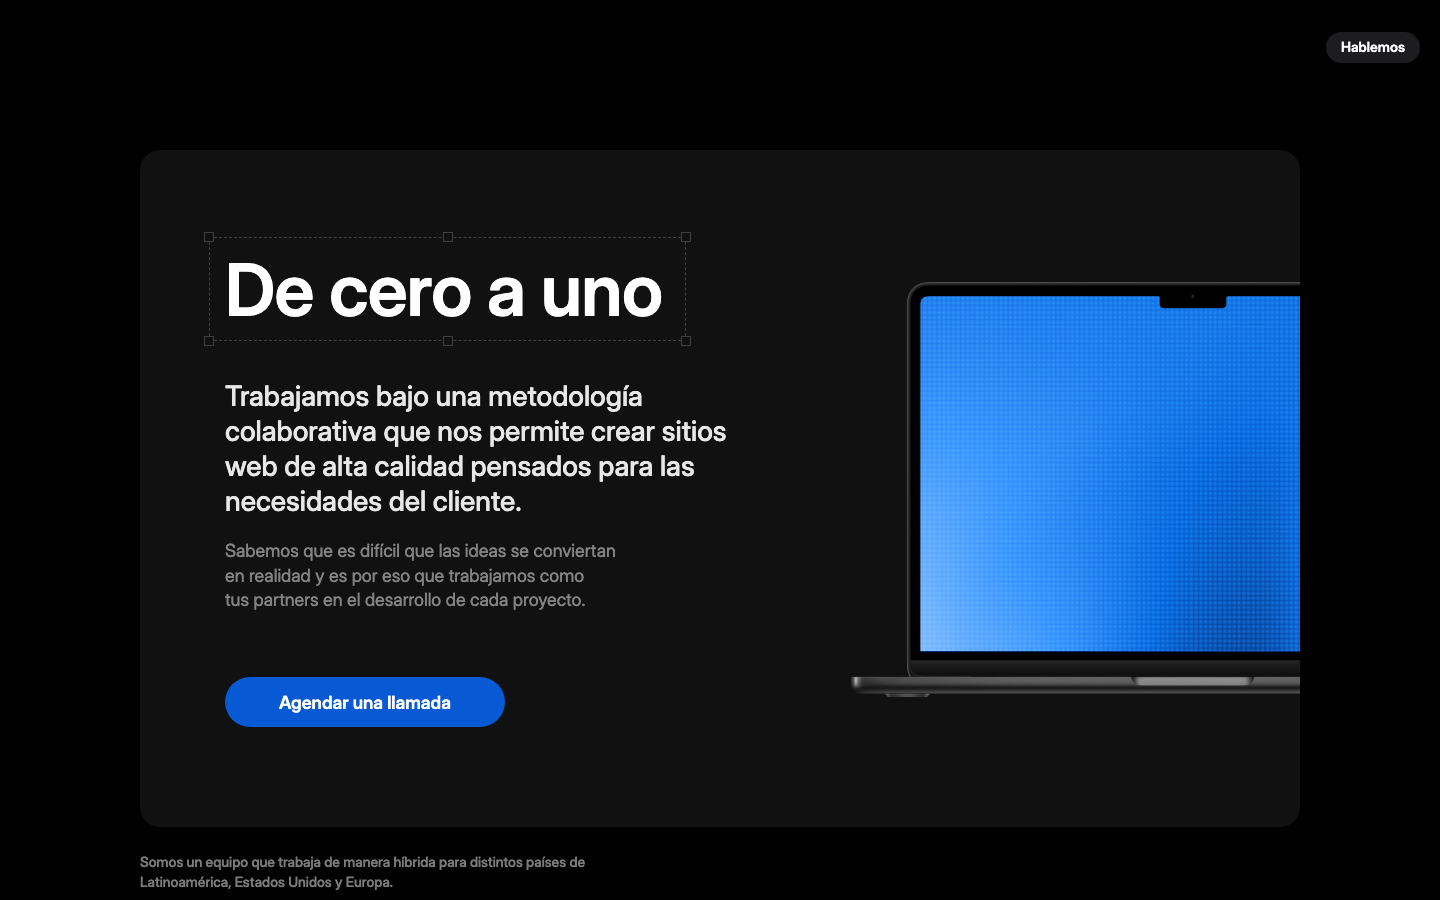 Hablemos
De cero a uno
Trabajamos bajo una metodología
colaborativa que nos permite crear sitios
web de alta calidad pensados para las
necesidades del cliente.
Sabemos que es difícil que las ideas se conviertan
en realidad y es por eso que trabajamos como
tus partners en el desarrollo de cada proyecto.
Agendar una llamada
Somos un equipo que trabaja de manera híbrida para distintos países de
Latinoamérica, Estados Unidos y Europa.